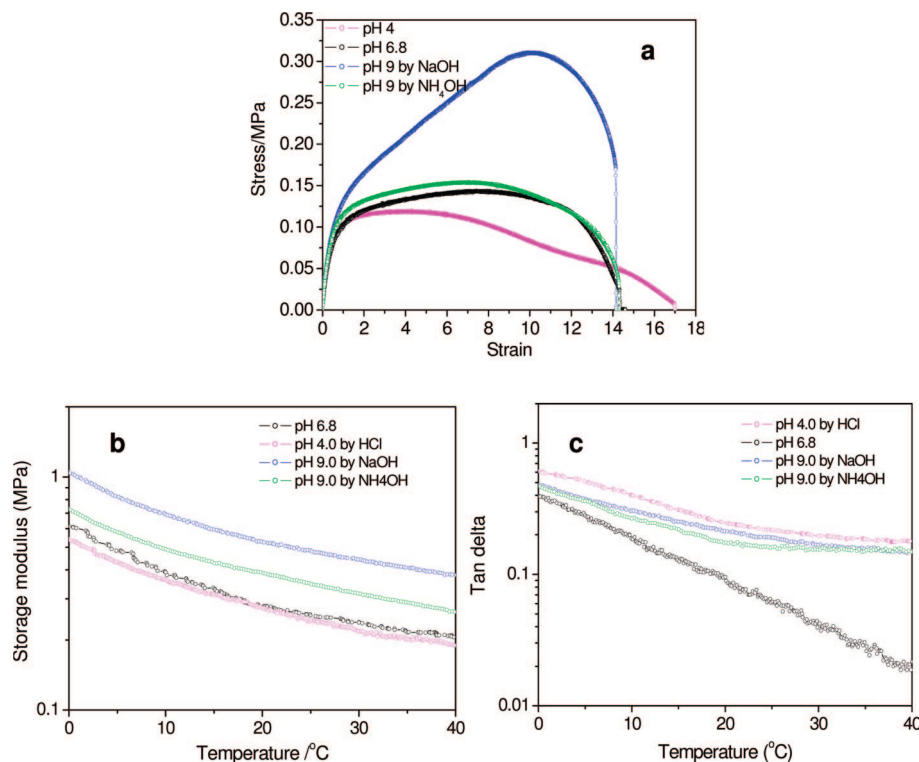 0.35
pH 4
pH 6.8
pH 9 by NaOH
pH 9 by NH4OH
a
0.30
0.25
0.20
0.15
0.10
0.05
0.00
Stress/MPa
0 2 4 6 8 10 12 14 16 18
Strain
b
pH 6.8
pH 4.0 by HCl
pH 9.0 by NaOH
pH 9.0 by NH4OH
1
0.1
Storage modulus (MPa)
0 10 20 30 40
Temperature /°C
c
pH 4.0 by HCl
pH 6.8
pH 9.0 by NaOH
pH 9.0 by NH4OH
1
0.1
0.01
Tan delta
0 10 20 30 40
Temperature (°C)